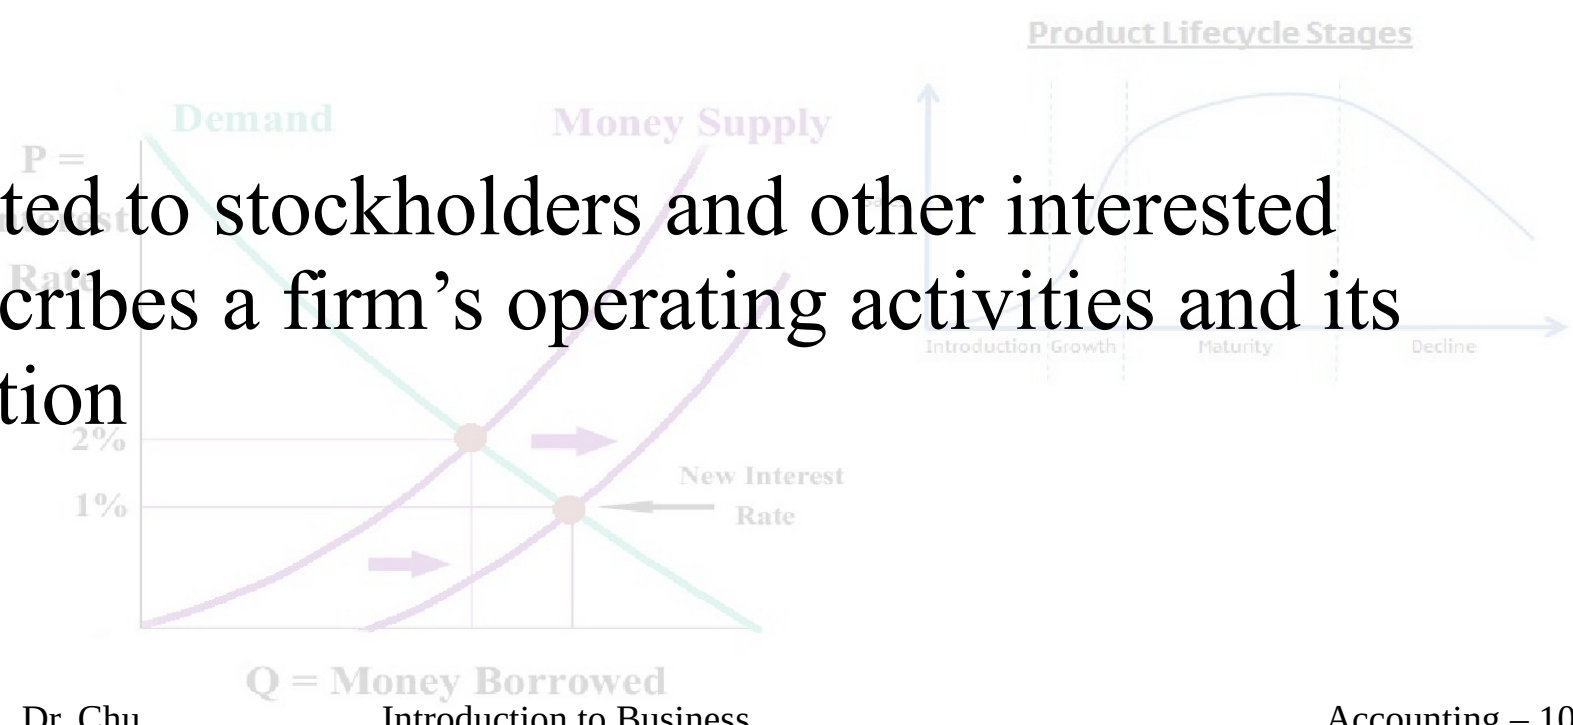 Product Lifecycle Stages
Demand
Money Supply
P =
ted to stockholders and other interested
Rate
cribes a firm’s operating activities and its
Introduction Growth Maturity Decline
tion
2%
New Interest
1%
Rate
Q = Money Borrowed
Dr. Chu Introduction to Business Accounting – 10